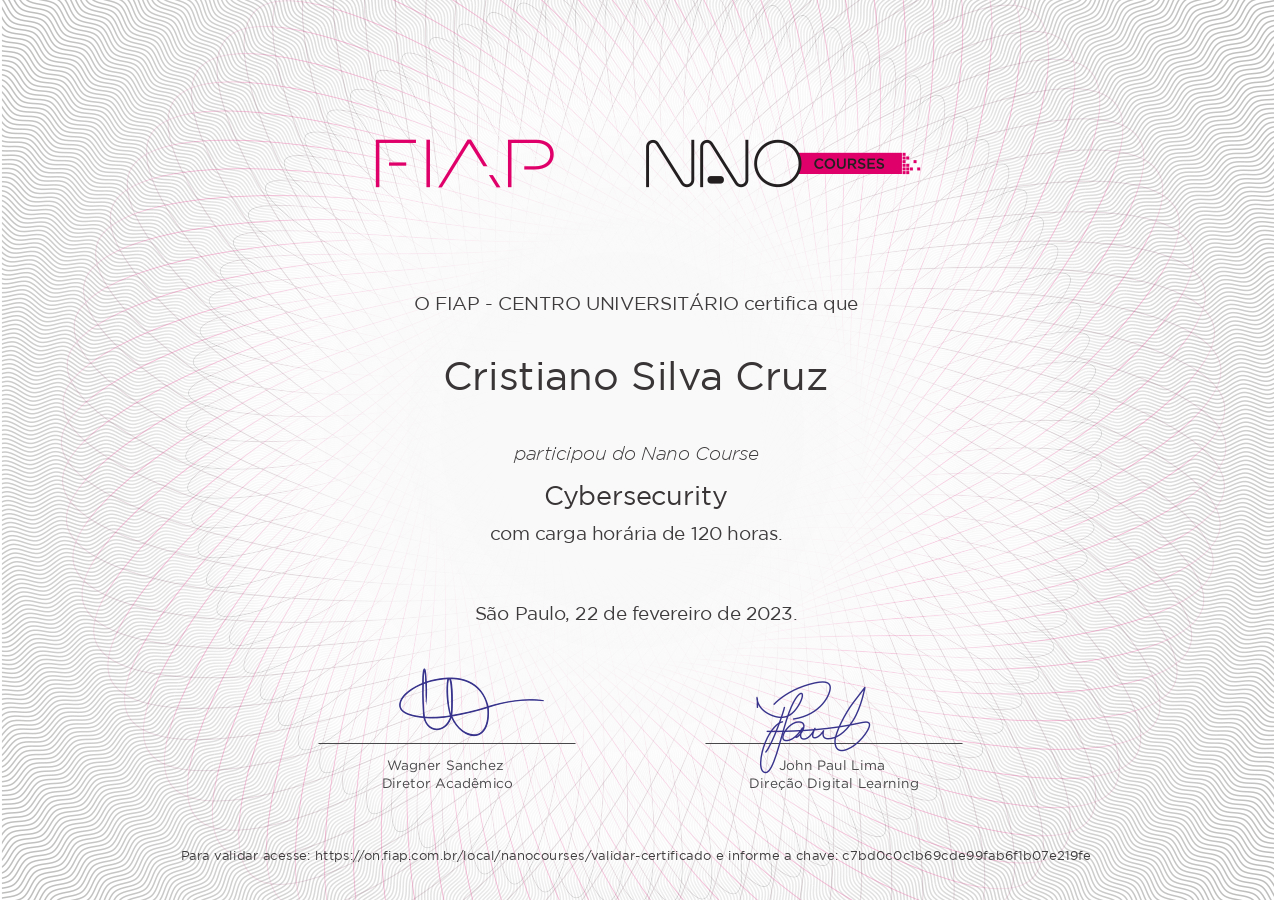 FIAP NANO COURSES
O FIAP - CENTRO UNIVERSITÁRIO certifica que
Cristiano Silva Cruz
participou do Nano Course
Cybersecurity
com carga horária de 120 horas.
São Paulo, 22 de fevereiro de 2023.
Wagner Sanchez
Diretor Acadêmico
John Paul Lima
Direção Digital Learning
Para validar acesse: https://on.fiap.com.br/local/nanocourses/validar-certificado e informe a chave: c7bd0c0c1b69cde99fab6f1b07e219fe